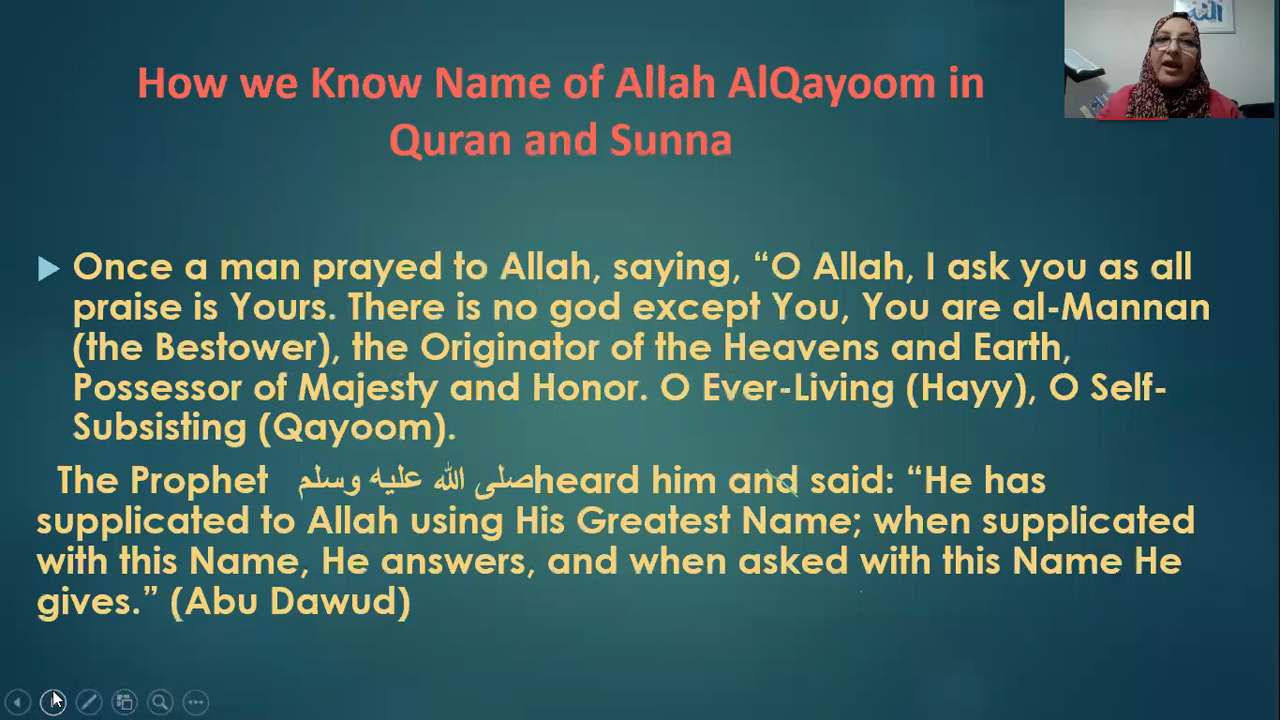 How we Know Name of Allah AlQayoom in
Quran and Sunna
Once a man prayed to Allah, saying, “O Allah, I ask you as all
praise is Yours. There is no god except You, You are al-Mannan
(the Bestower), the Originator of the Heavens and Earth,
Possessor of Majesty and Honor. O Ever-Living (Hayy), O Self-
Subsisting (Qayoom).
The Prophet صلى الله عليه وسلم heard him and said: “He has
supplicated to Allah using His Greatest Name; when supplicated
with this Name, He answers, and when asked with this Name He
gives.” (Abu Dawud)
الله